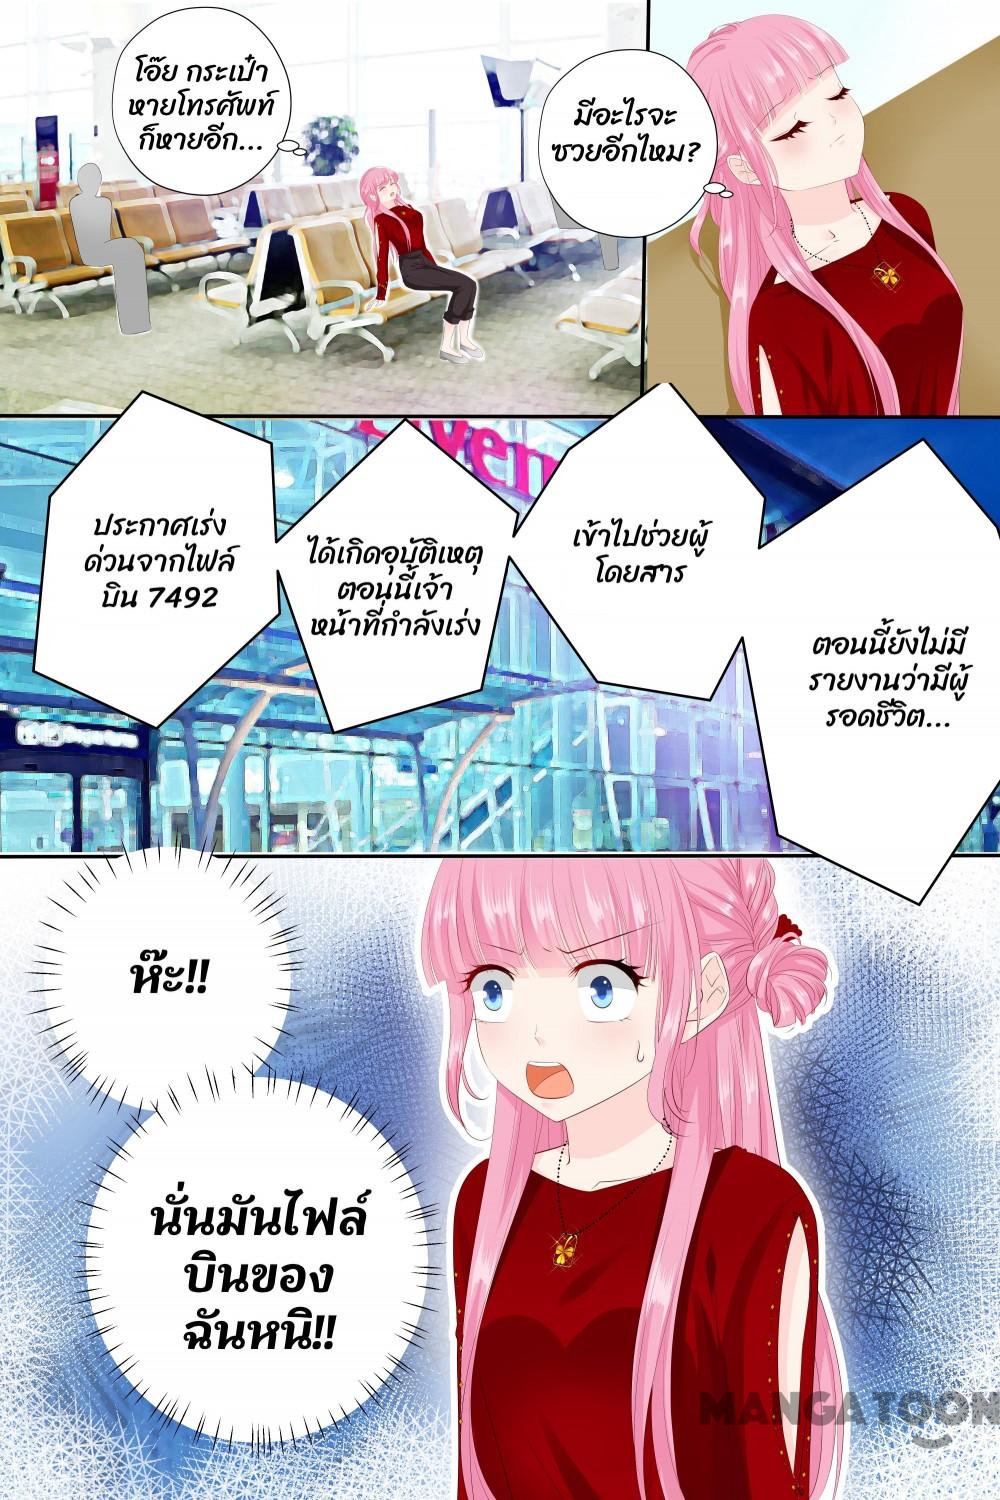 โอ๊ย กระเป๋า
หายโทรศัพท์
ก็หายอีก...
มีอะไรจะ
ซวยอีกไหม?
ประกาศเร่ง
ด่วนจากไฟล์
บิน 7492
ได้เกิดอุบัติเหตุ
ตอนนี้เจ้า
หน้าที่กำลังเร่ง
เข้าไปช่วยผู้
โดยสาร
ตอนนี้ยังไม่มี
รายงานว่ามีผู้
รอดชีวิต...
ห๊ะ!!
นั่นมันไฟล์
บินของ
ฉันหนิ!!
MANGATOON